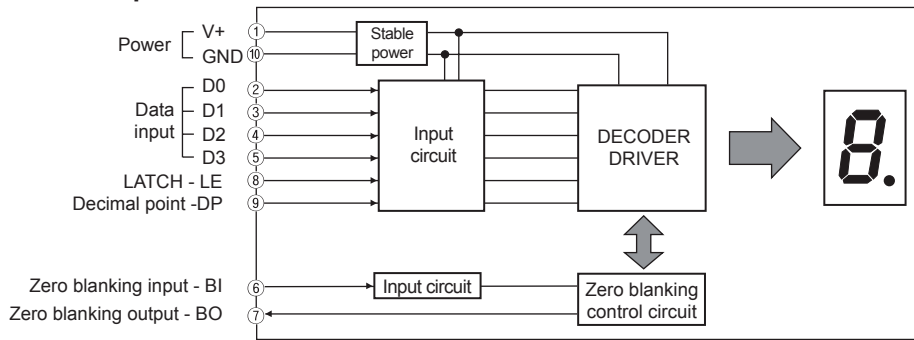 Power
V+
①
Stable
power
GND
⑩
Data
input
D0
②
D1
③
D2
④
D3
⑤
LATCH - LE
⑧
Decimal point -DP
⑨
Input
circuit
DECODER
DRIVER
8.
Zero blanking input - BI
⑥
Input circuit
Zero blanking output - BO
⑦
Zero blanking
control circuit